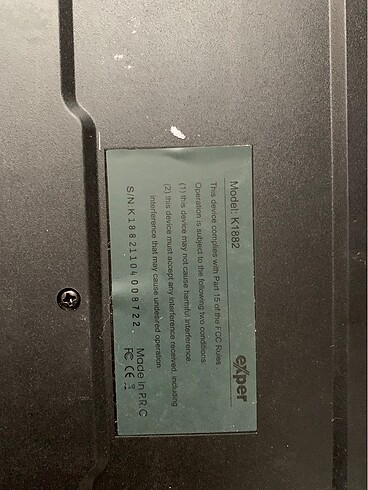 Model: K1882
exper
This device complies with Part 15 of the FCC Rules
Operation is subject to the following two conditions:
(1) this device may not cause harmful interference.
(2) this device must accept any interference received, including
interference that may cause undesired operation
S/N:K18821104008722.
Made in P.R.C
FC CE